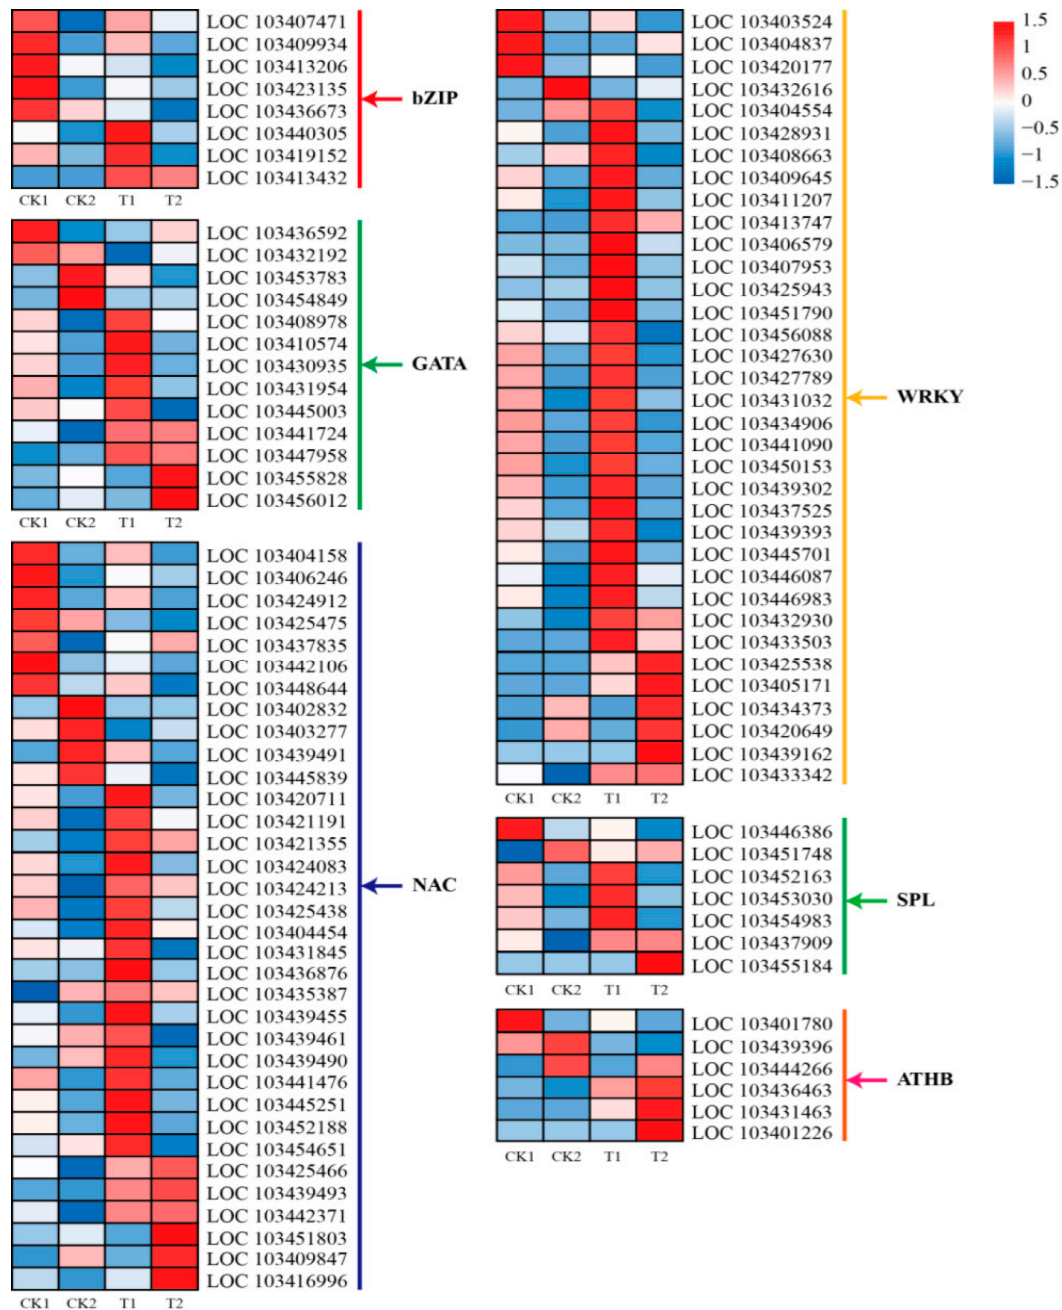 LOC 103407471
LOC 103409934
LOC 103413206
LOC 103423135
LOC 103436673
LOC 103440305
LOC 103419152
LOC 103413432
bZIP
CK1 CK2 T1 T2
LOC 103436592
LOC 103432192
LOC 103453783
LOC 103454849
LOC 103408978
LOC 103410574
LOC 103430935
LOC 103431954
LOC 103445003
LOC 103441724
LOC 103447958
LOC 103455828
LOC 103456012
GATA
CK1 CK2 T1 T2
LOC 103404158
LOC 103406246
LOC 103424912
LOC 103425475
LOC 103437835
LOC 103442106
LOC 103448644
LOC 103402832
LOC 103403277
LOC 103439491
LOC 103445839
LOC 103420711
LOC 103421191
LOC 103421355
LOC 103424083
LOC 103424213
LOC 103425438
LOC 103404454
LOC 103431845
LOC 103436876
LOC 103435387
LOC 103439455
LOC 103439461
LOC 103439490
LOC 103441476
LOC 103445251
LOC 103452188
LOC 103454651
LOC 103425466
LOC 103439493
LOC 103442371
LOC 103451803
LOC 103409847
LOC 103416996
NAC
CK1 CK2 T1 T2
LOC 103403524
LOC 103404837
LOC 103420177
LOC 103432616
LOC 103404554
LOC 103428931
LOC 103408663
LOC 103409645
LOC 103411207
LOC 103413747
LOC 103406579
LOC 103407953
LOC 103425943
LOC 103451790
LOC 103456088
LOC 103427630
LOC 103427789
LOC 103431032
LOC 103434906
LOC 103441090
LOC 103450153
LOC 103439302
LOC 103437525
LOC 103439393
LOC 103445701
LOC 103446087
LOC 103446983
LOC 103432930
LOC 103433503
LOC 103425538
LOC 103405171
LOC 103434373
LOC 103420649
LOC 103439162
LOC 103433342
WRKY
CK1 CK2 T1 T2
LOC 103446386
LOC 103451748
LOC 103452163
LOC 103453030
LOC 103454983
LOC 103437909
LOC 103455184
SPL
CK1 CK2 T1 T2
LOC 103401780
LOC 103439396
LOC 103444266
LOC 103436463
LOC 103431463
LOC 103401226
ATHB
CK1 CK2 T1 T2
1.5
1
0.5
0
−0.5
−1
−1.5